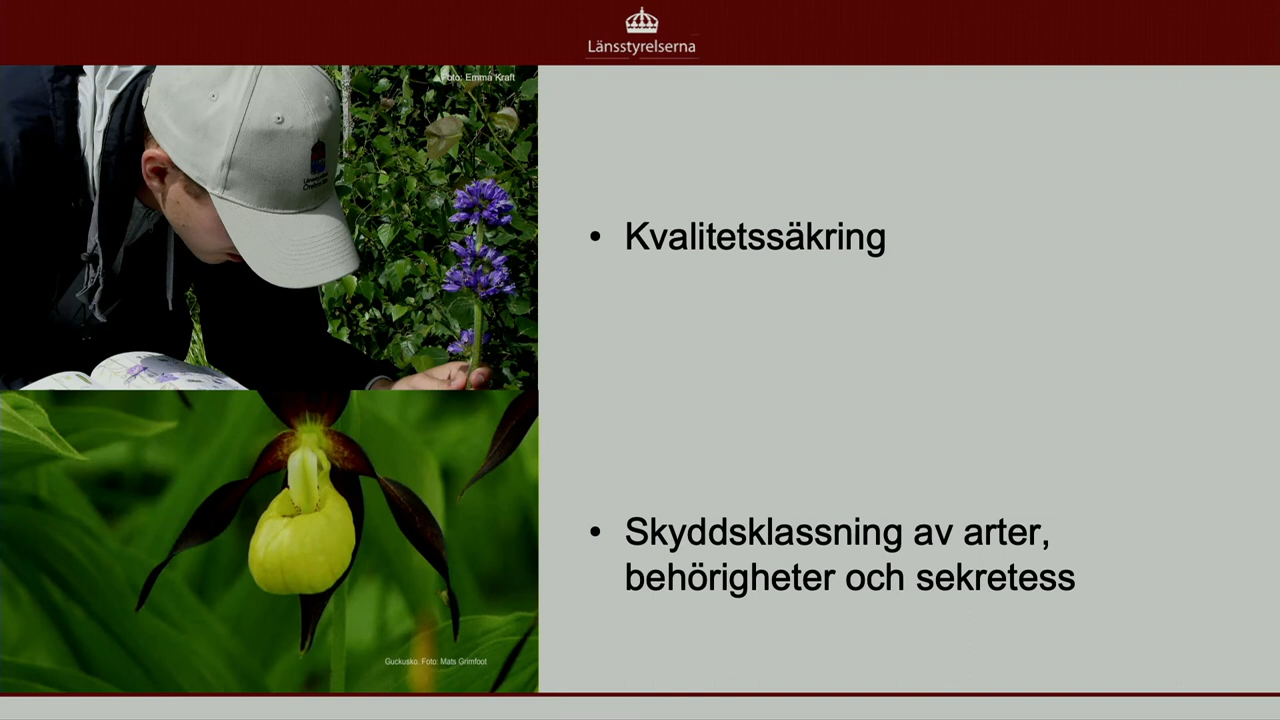 Länsstyrelserna
Foto: Emma Kraft
• Kvalitetssäkring
• Skyddsklassning av arter,
behörigheter och sekretess
Guckusko. Foto: Mats Grimfoot